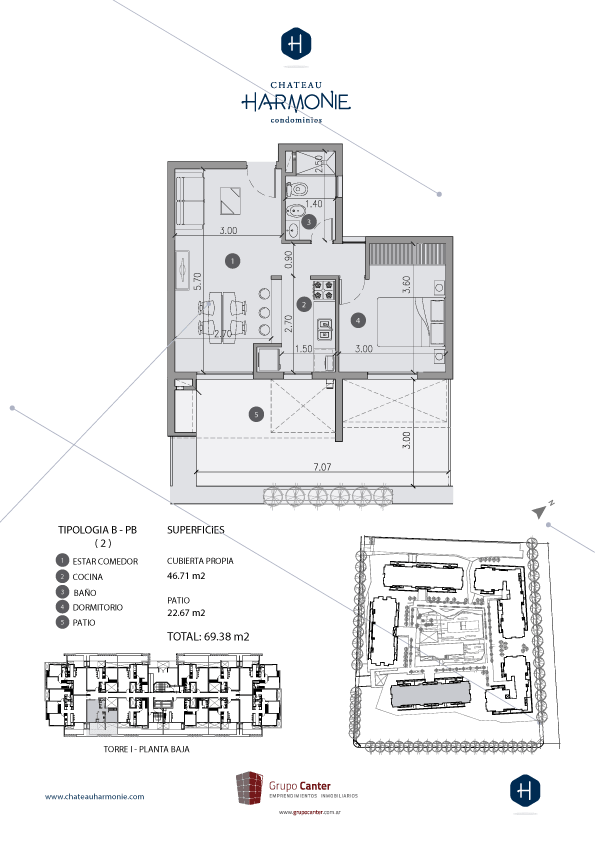 H
CHATEAU
HARMONIE
condominios
2.50
1.40
3
3.00
1
0.90
5.70
3.60
2
4
2.70
2.70
1.50
3.00
5
3.00
7.07
N
TIPOLOGIA B - PB
( 2 )
1 ESTAR COMEDOR
2 COCINA
3 BAÑO
4 DORMITORIO
5 PATIO
SUPERFICIES
CUBIERTA PROPIA
46.71 m2
PATIO
22.67 m2
TOTAL: 69.38 m2
TORRE I - PLANTA BAJA
www.chateauharmonie.com
Grupo Canter
EMPRENDIMIENTOS INMOBILIARIOS
www.grupocanter.com.ar
H